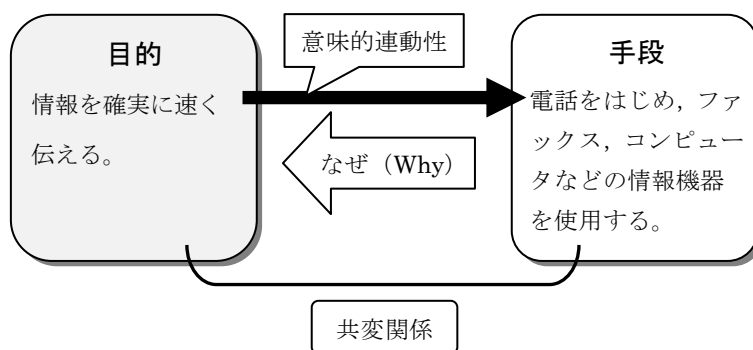 目的
情報を確実に速く
伝える。
意味的連動性
なぜ（Why）
手段
電話をはじめ，ファ
ックス，コンピュー
タなどの情報機器
を使用する。
共変関係